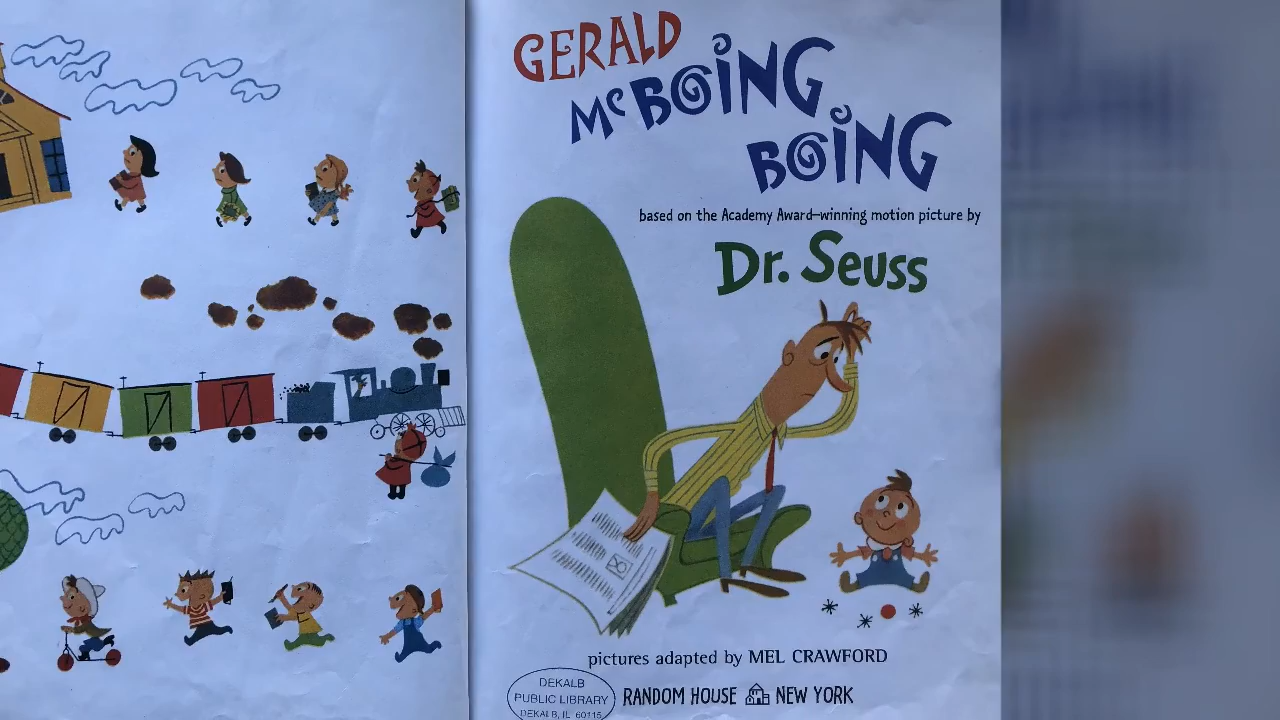 GERALD
McBOING
BOING
based on the Academy Award–winning motion picture by
Dr. Seuss
pictures adapted by MEL CRAWFORD
DEKALB
PUBLIC LIBRARY
DEKALB, IL 60115
RANDOM HOUSE NEW YORK